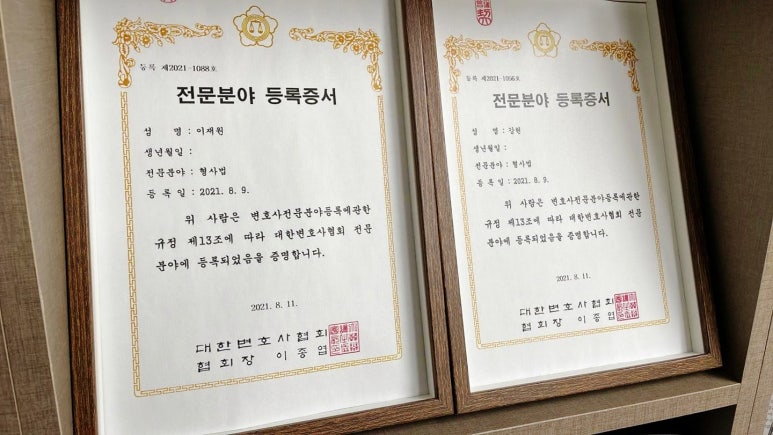 등록 제2021-1088호
전문분야 등록증서
성 명 : 이재원
생년월일 :
전문분야 : 형사법
등 록 일 : 2021. 8. 9.
위 사람은 변호사전문분야등록에관한
규정 제13조에 따라 대한변호사협회 전문
분야에 등록되었음을 증명합니다.
2021. 8. 11.
대한변호사협회
협회장 이종엽
등록 제2021-1056호
전문분야 등록증서
성 명 : 장헌
생년월일 :
전문분야 : 형사법
등 록 일 : 2021. 8. 9.
위 사람은 변호사전문분야등록에관한
규정 제13조에 따라 대한변호사협회 전문
분야에 등록되었음을 증명합니다.
2021. 8. 11.
대한변호사협회
협회장 이종엽